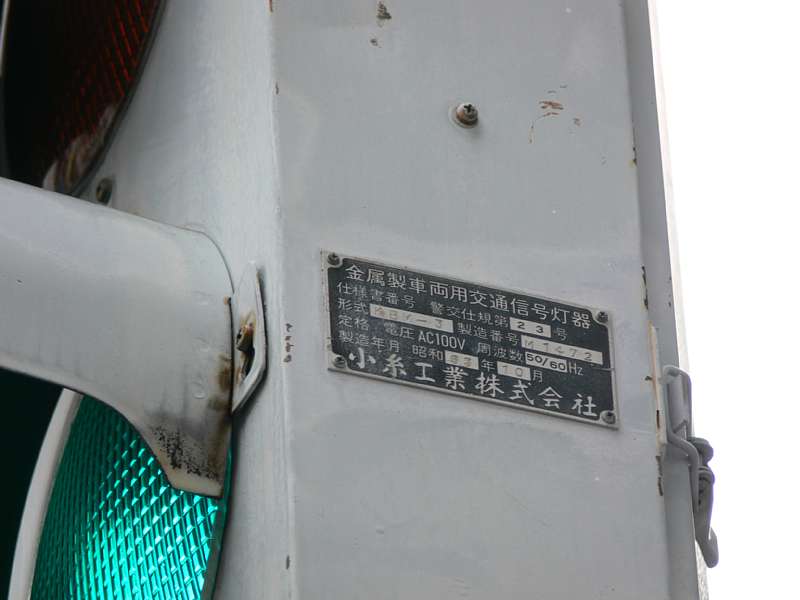 金属製車両用交通信号灯器
仕様書番号 警交仕規第 23 号
形式 製造番号 M1472
定格 電圧 AC100V 周波数 50/60 Hz
製造年月 昭和 年 10 月
小糸工業株式会社